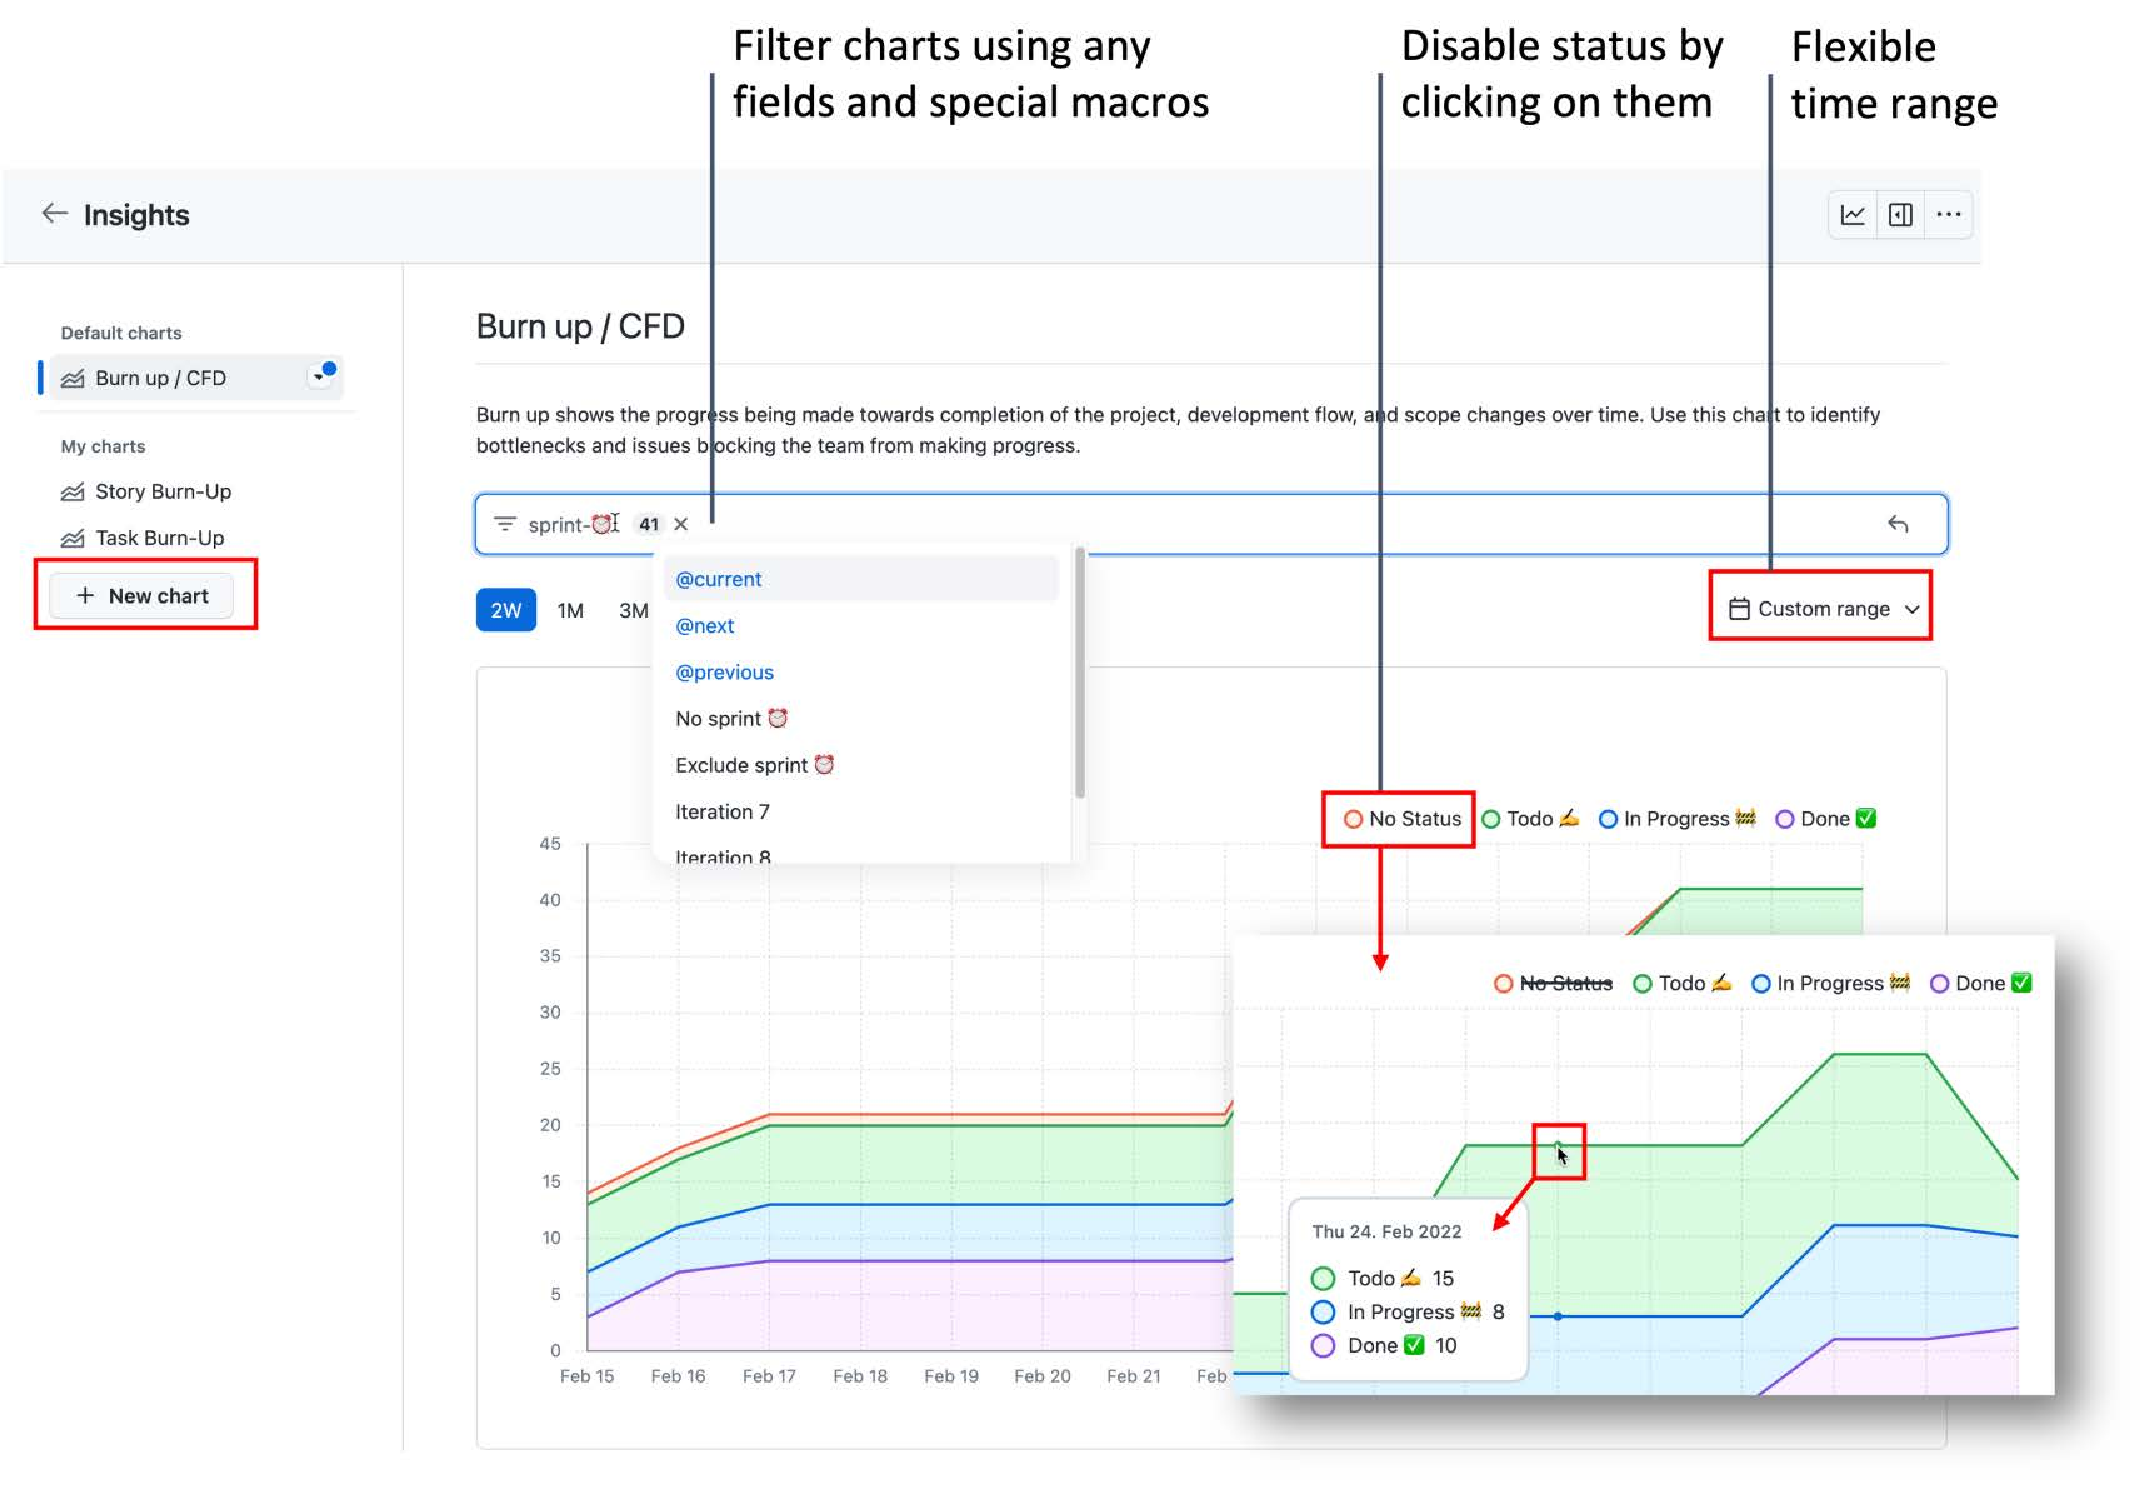 Filter charts using any
fields and special macros
Disable status by
clicking on them
Flexible
time range
← Insights
Default charts
Burn up / CFD
My charts
Story Burn-Up
Task Burn-Up
+ New chart
Burn up / CFD
Burn up shows the progress being made towards completion of the project, development flow, and scope changes over time. Use this chart to identify
bottlenecks and issues blocking the team from making progress.
sprint-⏰ 41 ×
2W 1M 3M
Custom range
@current
@next
@previous
No sprint ⏰
Exclude sprint ⏰
Iteration 7
Iteration 8
No Status Todo ✍ In Progress 🚧 Done ✅
45
40
35
30
25
20
15
10
5
0
Feb 15 Feb 16 Feb 17 Feb 18 Feb 19 Feb 20 Feb 21 Feb
No Status Todo ✍ In Progress 🚧 Done ✅
Thu 24. Feb 2022
Todo ✍ 15
In Progress 🚧 8
Done ✅ 10